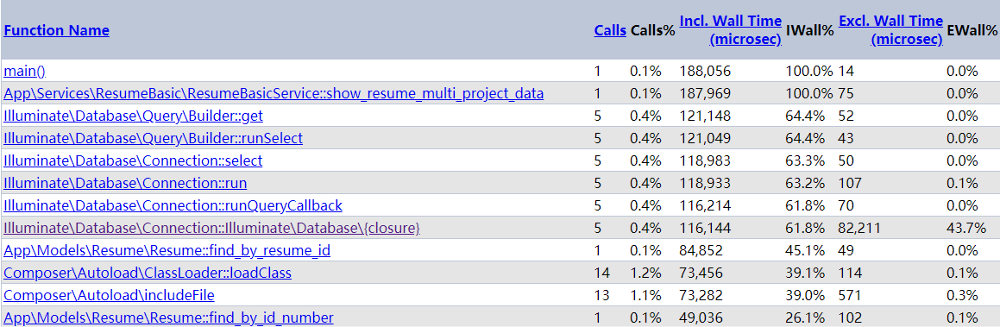 Function Name Calls Calls% Incl. Wall Time (microsec) IWall% Excl. Wall Time (microsec) EWall%
main() 1 0.1% 188,056 100.0% 14 0.0%
App\Services\ResumeBasic\ResumeBasicService::show_resume_multi_project_data 1 0.1% 187,969 100.0% 75 0.0%
Illuminate\Database\Query\Builder::get 5 0.4% 121,148 64.4% 52 0.0%
Illuminate\Database\Query\Builder::runSelect 5 0.4% 121,049 64.4% 43 0.0%
Illuminate\Database\Connection::select 5 0.4% 118,983 63.3% 50 0.0%
Illuminate\Database\Connection::run 5 0.4% 118,933 63.2% 107 0.1%
Illuminate\Database\Connection::runQueryCallback 5 0.4% 116,214 61.8% 70 0.0%
Illuminate\Database\Connection::Illuminate\Database\{closure} 5 0.4% 116,144 61.8% 82,211 43.7%
App\Models\Resume\Resume::find_by_resume_id 1 0.1% 84,852 45.1% 49 0.0%
Composer\Autoload\ClassLoader::loadClass 14 1.2% 73,456 39.1% 114 0.1%
Composer\Autoload\includeFile 13 1.1% 73,282 39.0% 571 0.3%
App\Models\Resume\Resume::find_by_id_number 1 0.1% 49,036 26.1% 102 0.1%